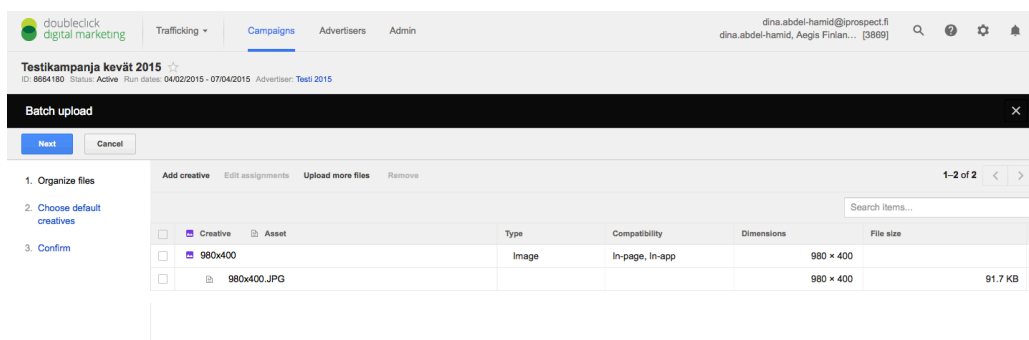 doubleclick
digital marketing
Trafficking
Campaigns
Advertisers
Admin
dina.abdel-hamid@iprospect.fi
dina.abdel-hamid, Aegis Finlan... [3869]
Testikampanja kevät 2015
ID: 8664180 Status: Active Run dates: 04/02/2015 - 07/04/2015 Advertiser: Testi 2015
Batch upload
Next
Cancel
1. Organize files
2. Choose default
creatives
3. Confirm
Add creative Edit assignments Upload more files Remove
1–2 of 2
Search items...
Creative Asset Type Compatibility Dimensions File size
980x400 Image In-page, In-app 980 × 400
980x400.JPG 980 × 400 91.7 KB